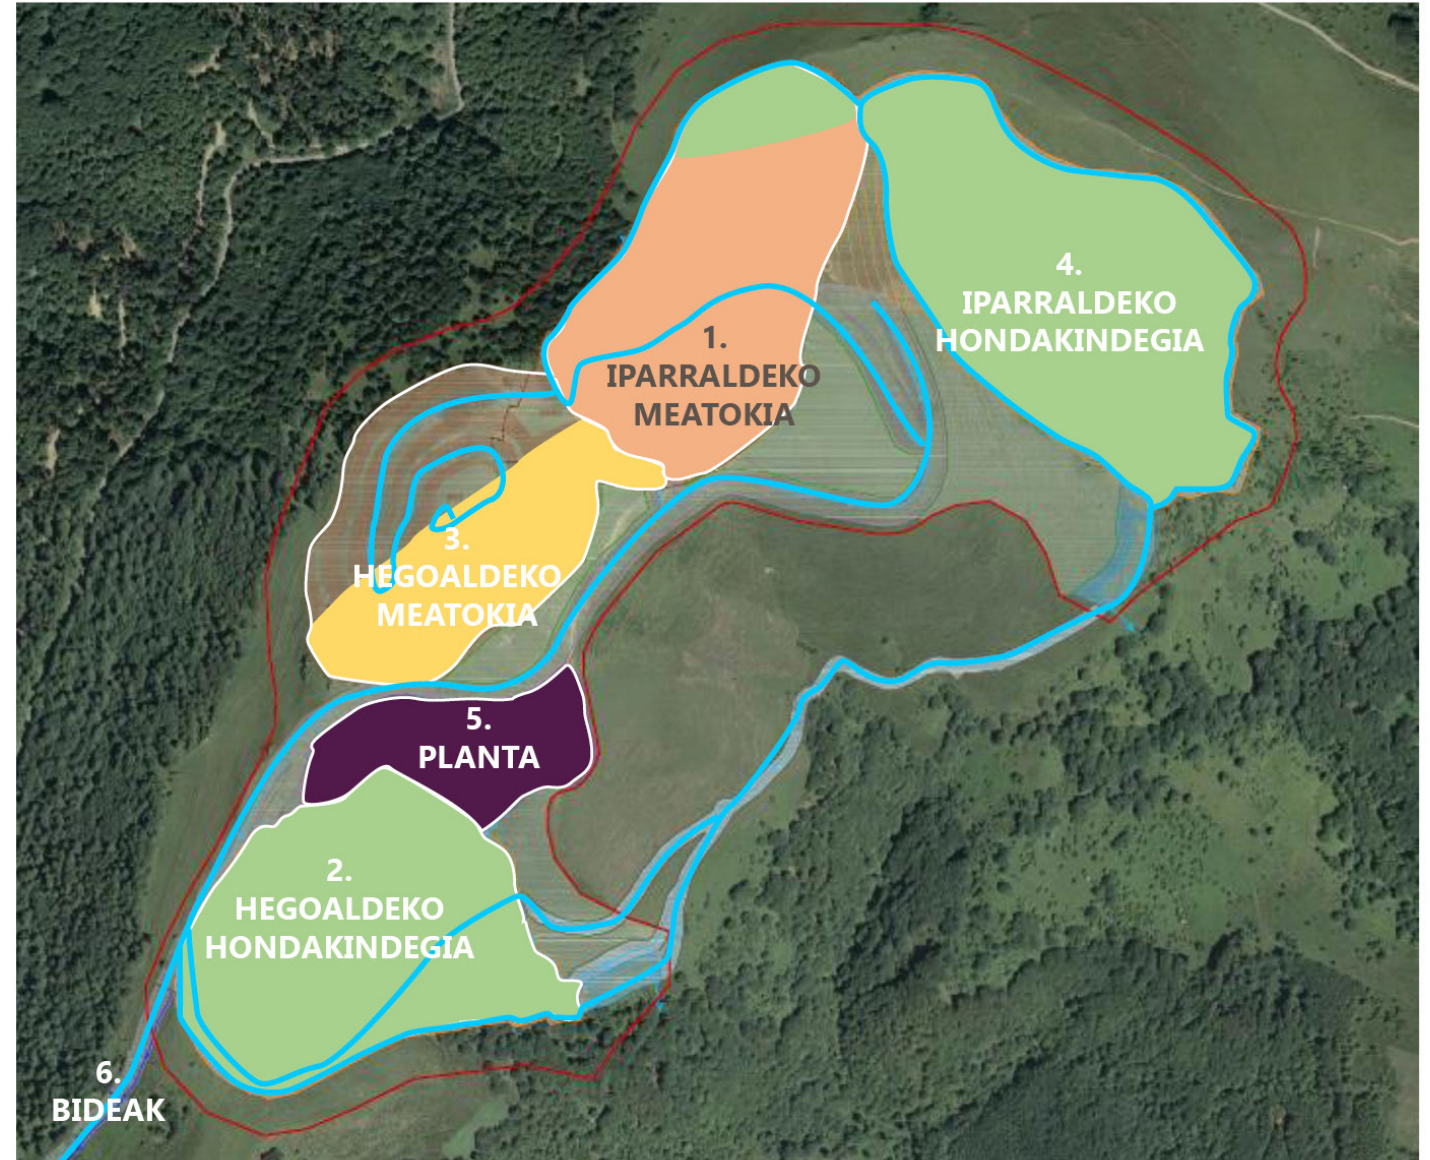 4.
IPARRALDEKO
HONDAKINDEGIA
1.
IPARRALDEKO
MEATOKIA
3.
HEGOALDEKO
MEATOKIA
5.
PLANTA
2.
HEGOALDEKO
HONDAKINDEGIA
6.
BIDEAK